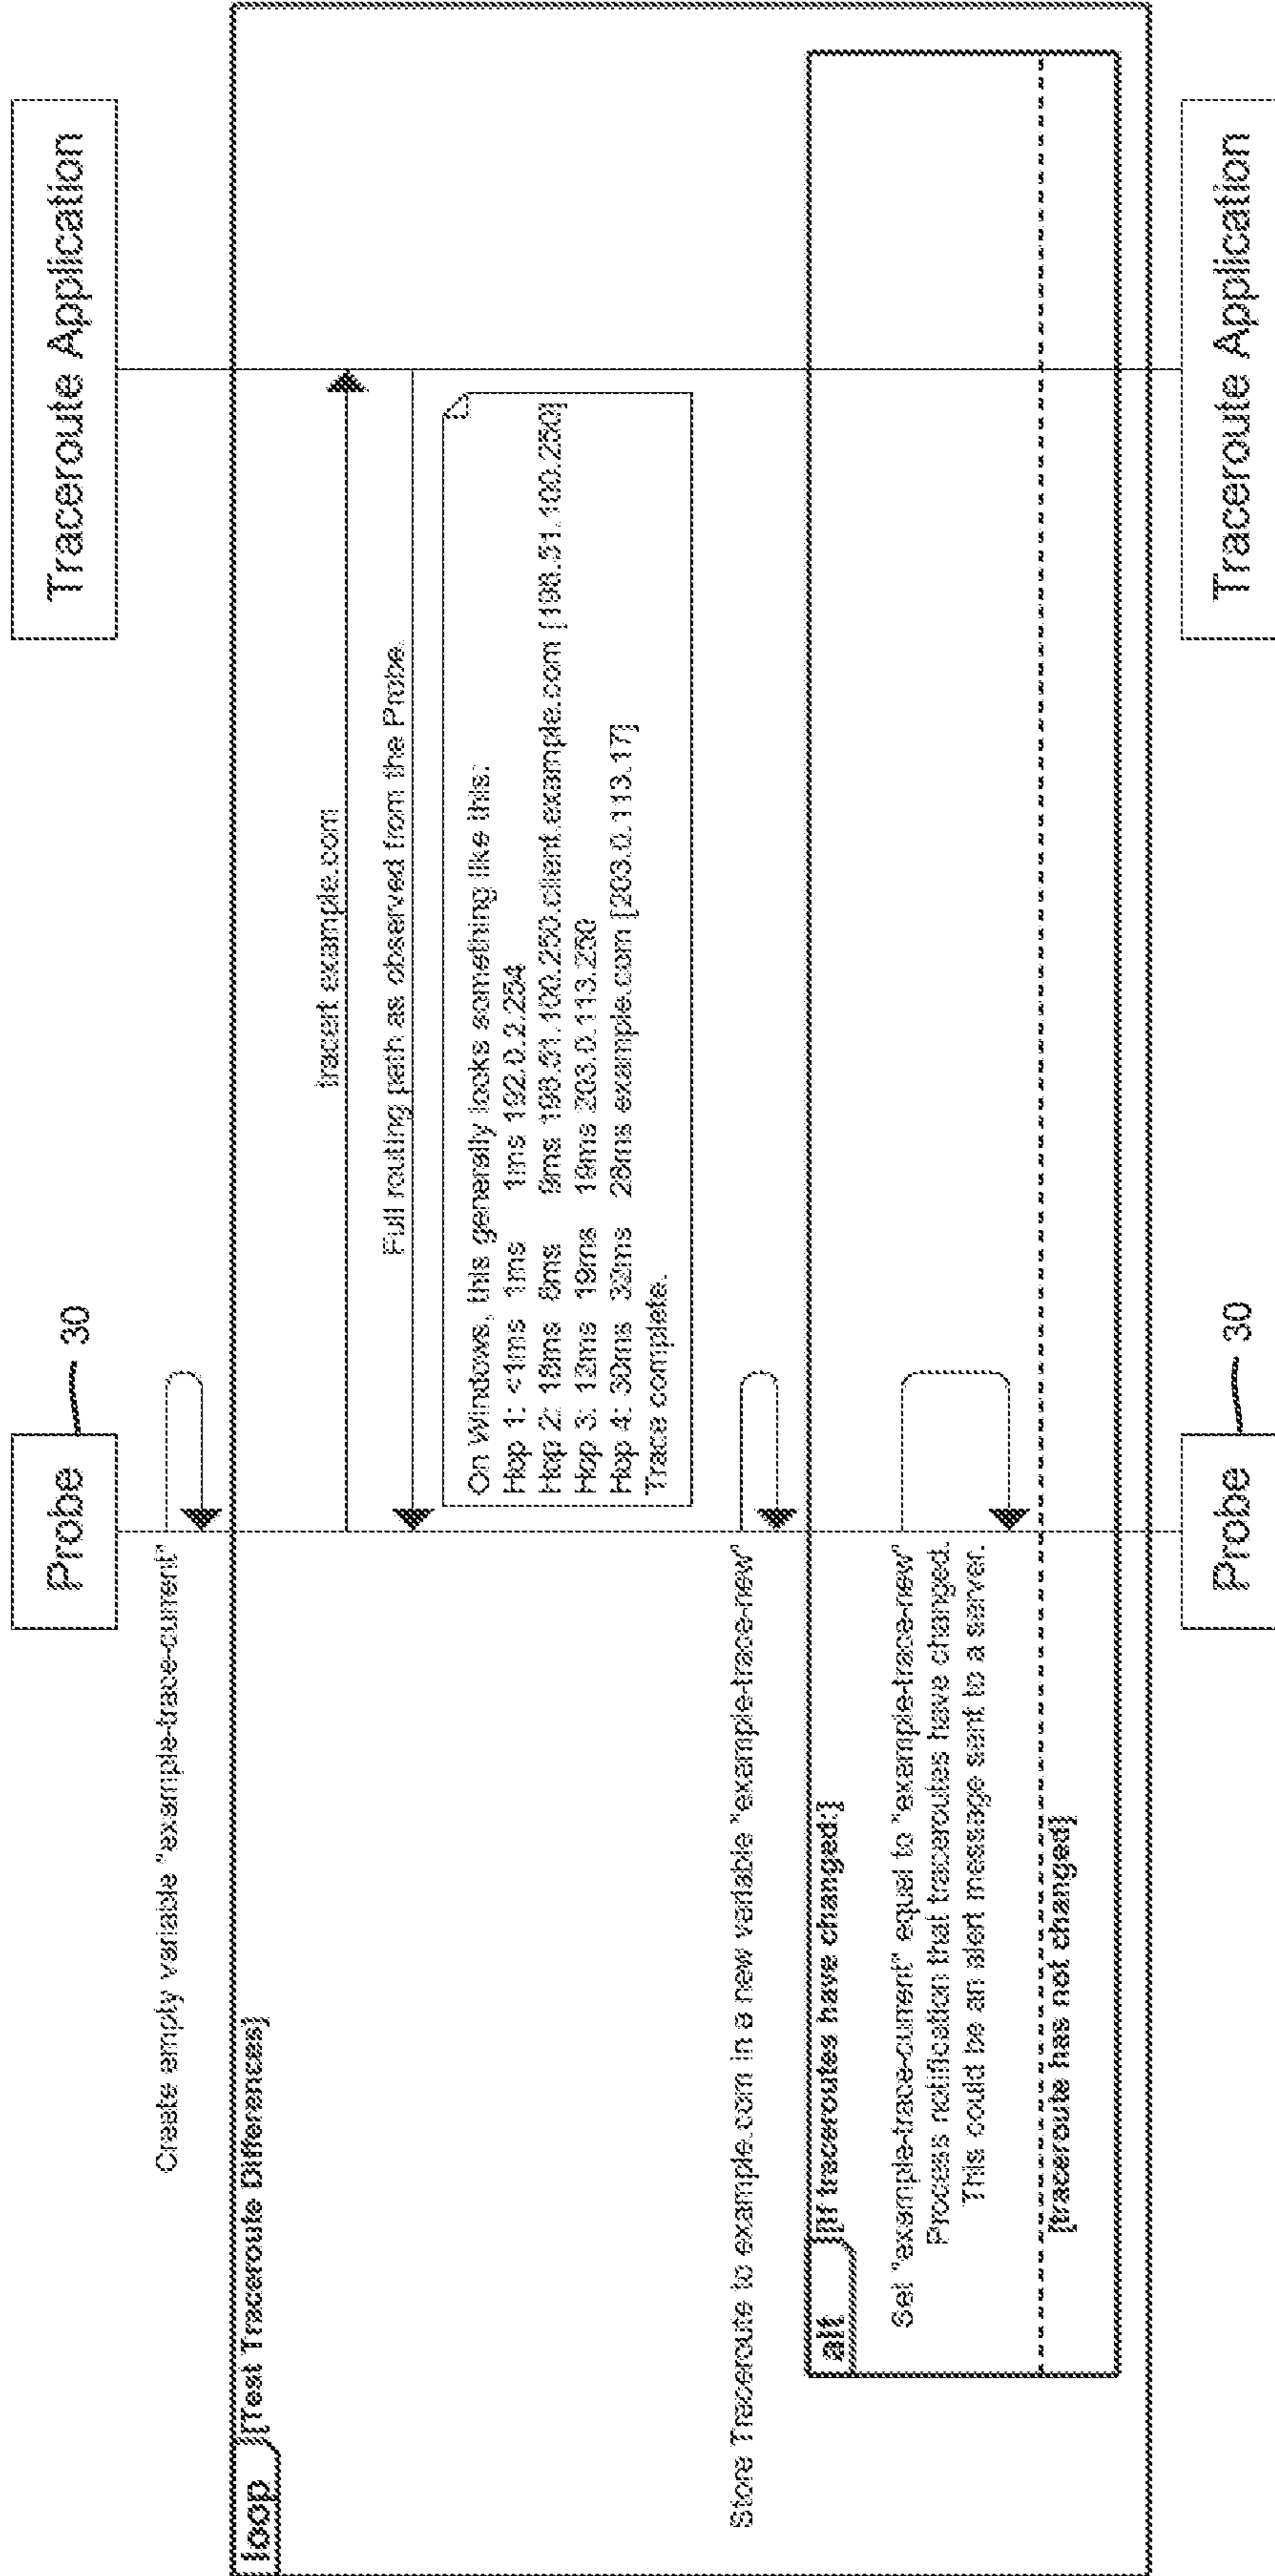 Probe
30
Traceroute Application
Create empty variable "example-trace-current"
loop
[Test Traceroute Differences]
tracert example.com
Full routing path as observed from the Probe.
On Windows, this generally looks something like this:
Hop 1: <1ms 1ms 1ms 192.0.2.254
Hop 2: 18ms 8ms 9ms 198.51.100.250.client.example.com [198.51.100.250]
Hop 3: 12ms 19ms 19ms 203.0.113.250
Hop 4: 30ms 32ms 26ms example.com [203.0.113.17]
Trace complete.
Store Traceroute to example.com in a new variable "example-trace-new"
alt
[If traceroutes have changed:]
Set "example-trace-current" equal to "example-trace-new"
Process notification that traceroutes have changed.
This could be an alert message sent to a server.
[traceroute has not changed]
Probe
30
Traceroute Application